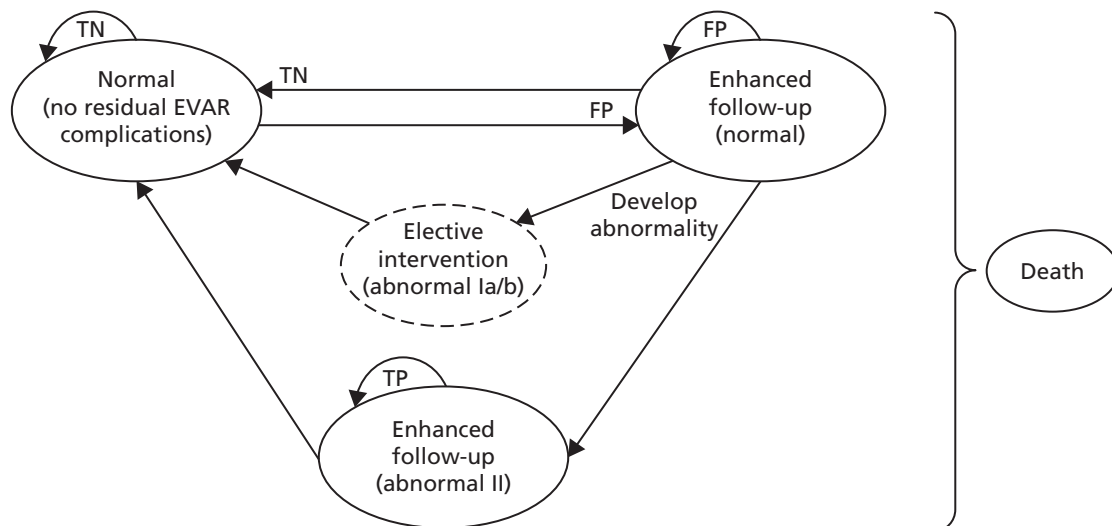 TN
FP
Normal
(no residual EVAR
complications)
TN
FP
Enhanced
follow-up
(normal)
Develop
abnormality
Elective
intervention
(abnormal Ia/b)
Death
TP
Enhanced
follow-up
(abnormal II)